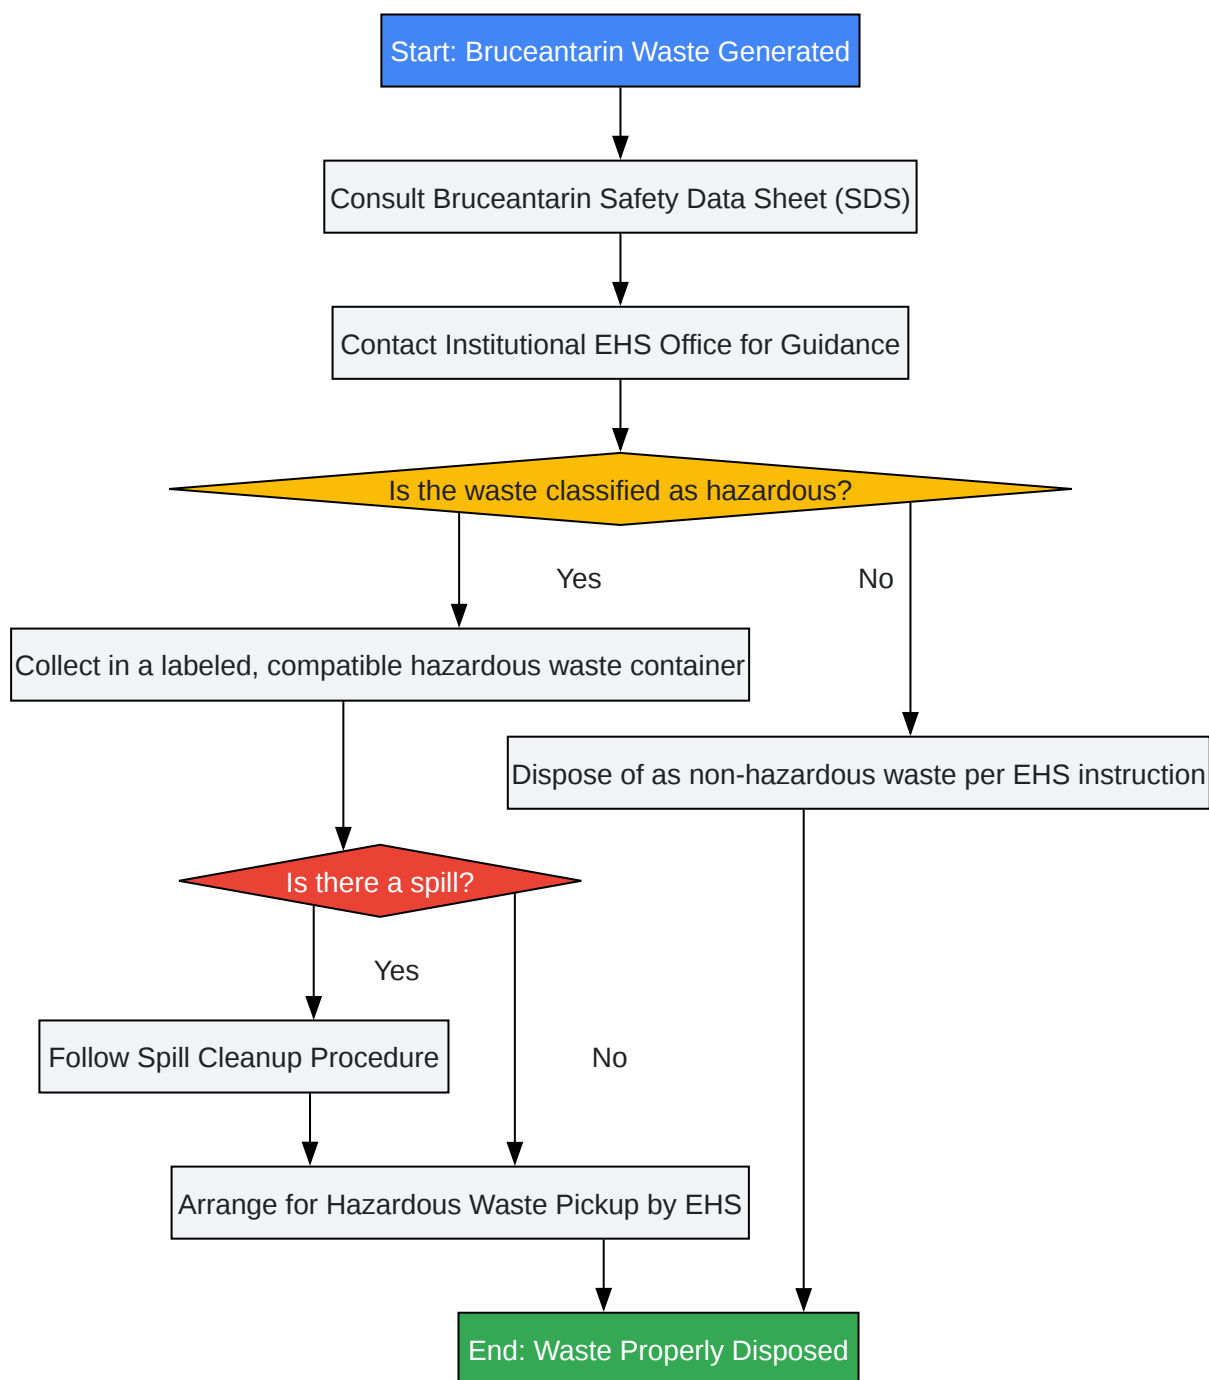 Start: Bruceantarin Waste Generated
Consult Bruceantarin Safety Data Sheet (SDS)
Contact Institutional EHS Office for Guidance
Is the waste classified as hazardous?
Yes
No
Collect in a labeled, compatible hazardous waste container
Dispose of as non-hazardous waste per EHS instruction
Is there a spill?
Yes
Follow Spill Cleanup Procedure
No
Arrange for Hazardous Waste Pickup by EHS
End: Waste Properly Disposed